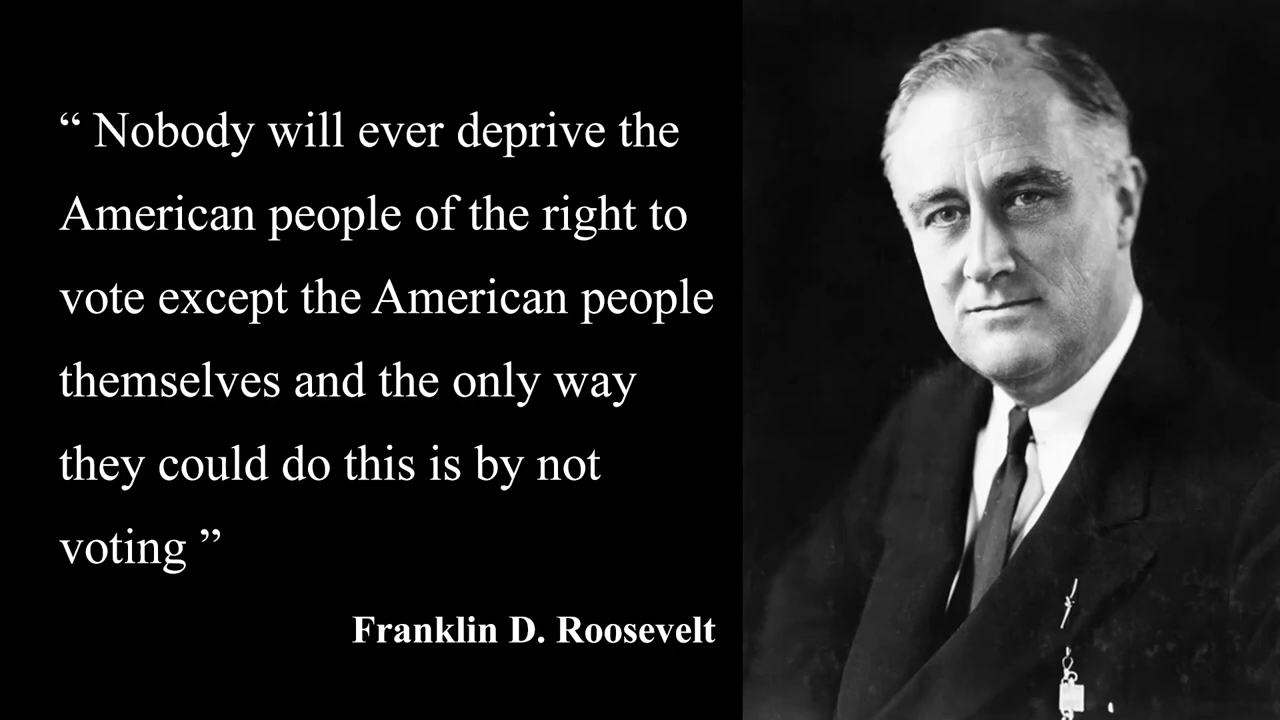 “ Nobody will ever deprive the
American people of the right to
vote except the American people
themselves and the only way
they could do this is by not
voting ”
Franklin D. Roosevelt